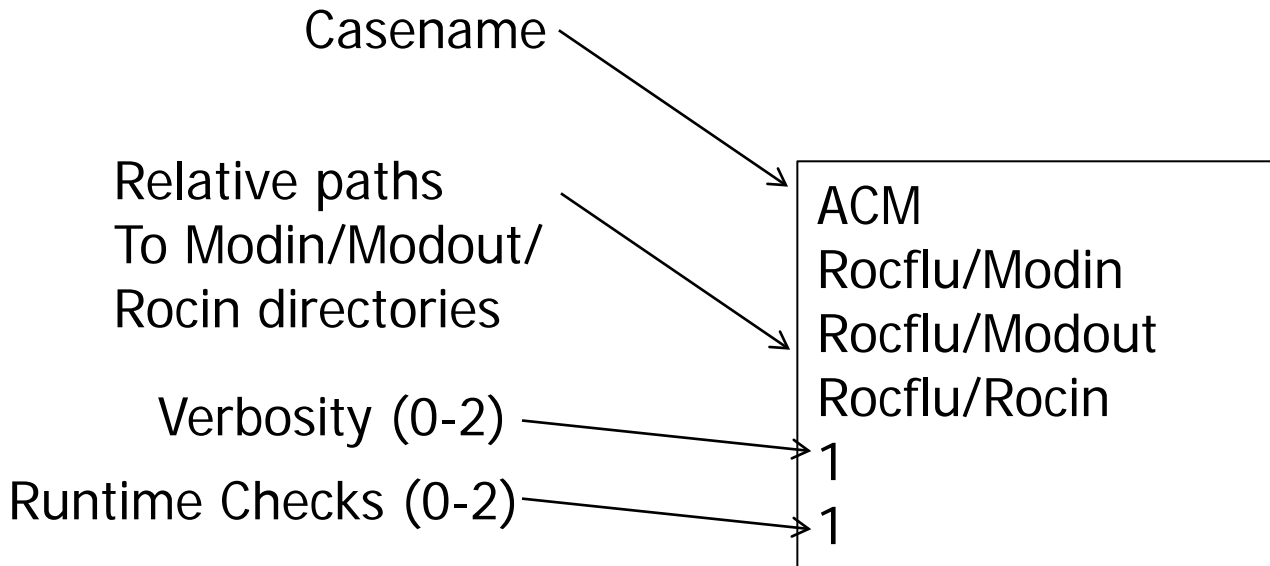 Casename
Relative paths
To Modin/Modout/
Rocin directories
Verbosity (0-2)
Runtime Checks (0-2)
ACM
Rocflu/Modin
Rocflu/Modout
Rocflu/Rocin
1
1